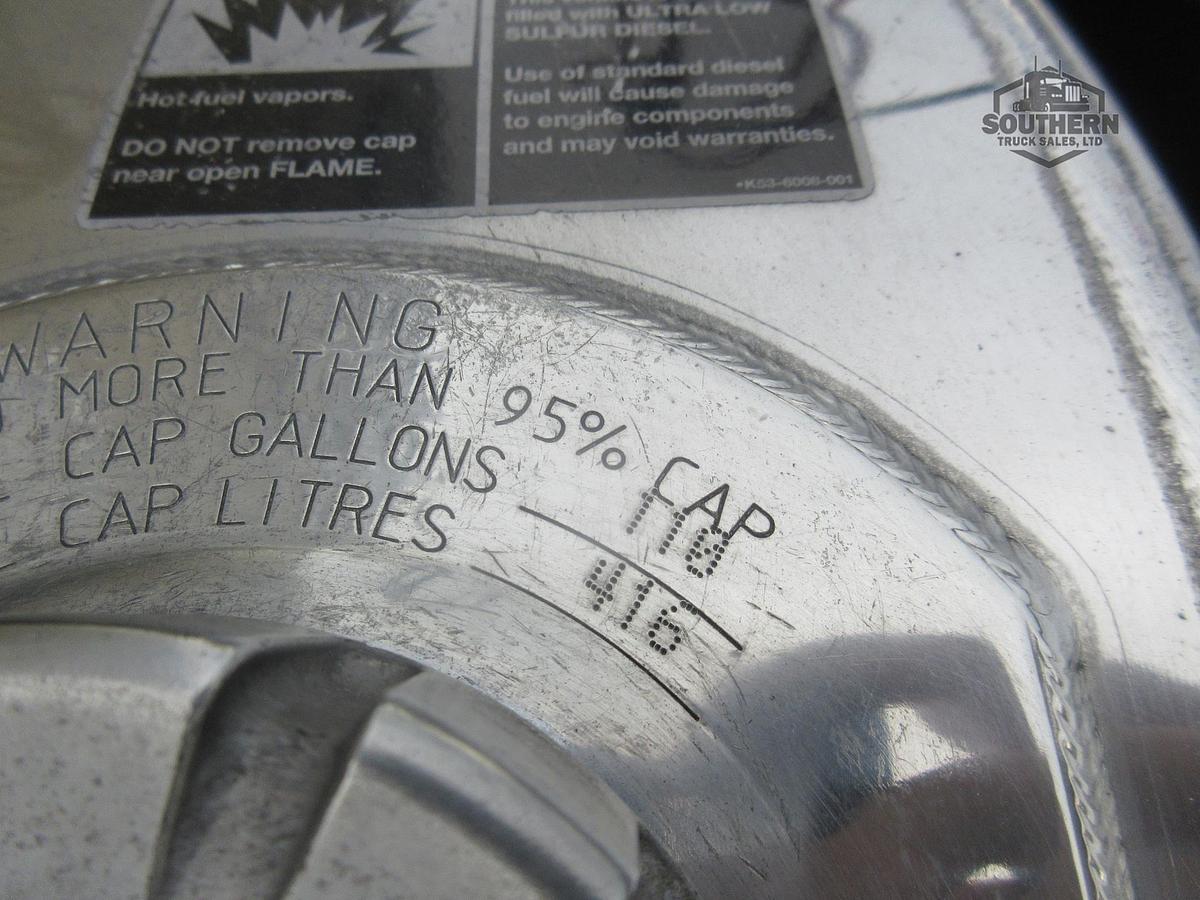 filled with ULTRA LOW
SULFUR DIESEL.
Hot fuel vapors.
DO NOT remove cap
near open FLAME.
Use of standard diesel
fuel will cause damage
to engine components
and may void warranties.
•K53-6008-001
SOUTHERN
TRUCK SALES, LTD
WARNING
MORE THAN 95% CAP
CAP GALLONS 110
CAP LITRES 416